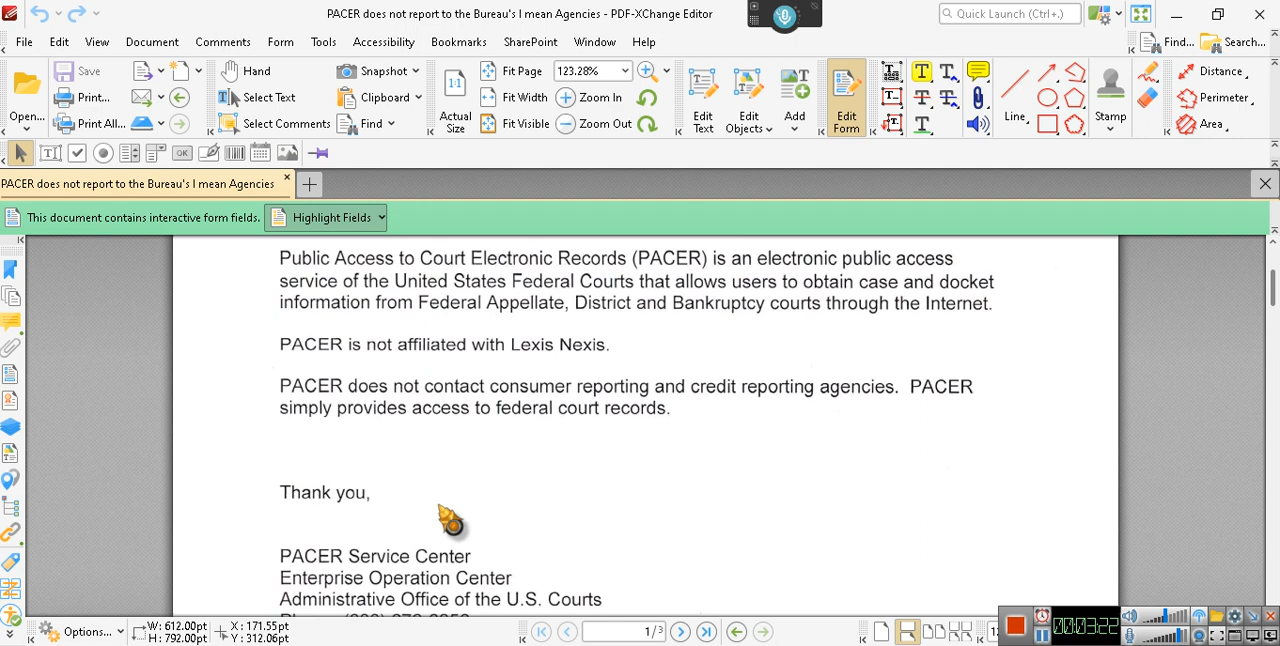 PACER does not report to the Bureau's I mean Agencies - PDF-XChange Editor
Quick Launch (Ctrl+.)
File Edit View Document Comments Form Tools Accessibility Bookmarks SharePoint Window Help
Find... Search...
Open... Save Print... Print All...
Hand Select Text Select Comments
Snapshot Clipboard Find
Actual Size
Fit Page Fit Width Fit Visible
123.28% Zoom In Zoom Out
Edit Text Edit Objects Add Edit Form
Line Stamp
Distance Perimeter Area
OK
PACER does not report to the Bureau's I mean Agencies
This document contains interactive form fields. Highlight Fields
Public Access to Court Electronic Records (PACER) is an electronic public access
service of the United States Federal Courts that allows users to obtain case and docket
information from Federal Appellate, District and Bankruptcy courts through the Internet.
PACER is not affiliated with Lexis Nexis.
PACER does not contact consumer reporting and credit reporting agencies. PACER
simply provides access to federal court records.
Thank you,
PACER Service Center
Enterprise Operation Center
Administrative Office of the U.S. Courts
Options...
W: 612.00pt
H: 792.00pt
X: 171.55pt
Y: 312.06pt
1/3
00:03:22